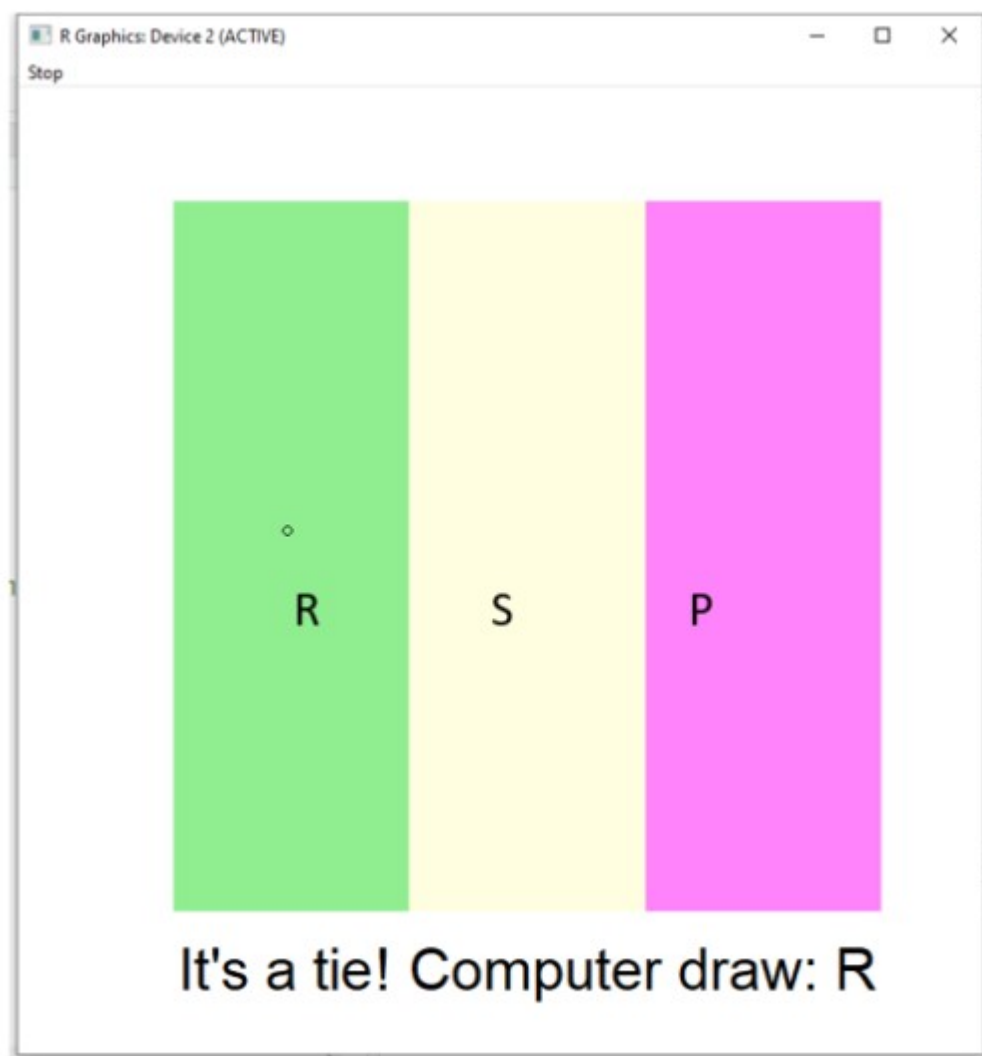 R Graphics: Device 2 (ACTIVE)
Stop
R S P
It's a tie! Computer draw: R